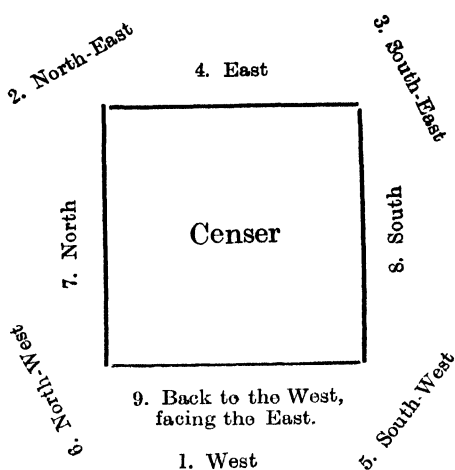 2. North-East
4. East
3. South-East
7. North
Censer
8. South
6. North-West
9. Back to the West,
facing the East.
5. South-West
1. West